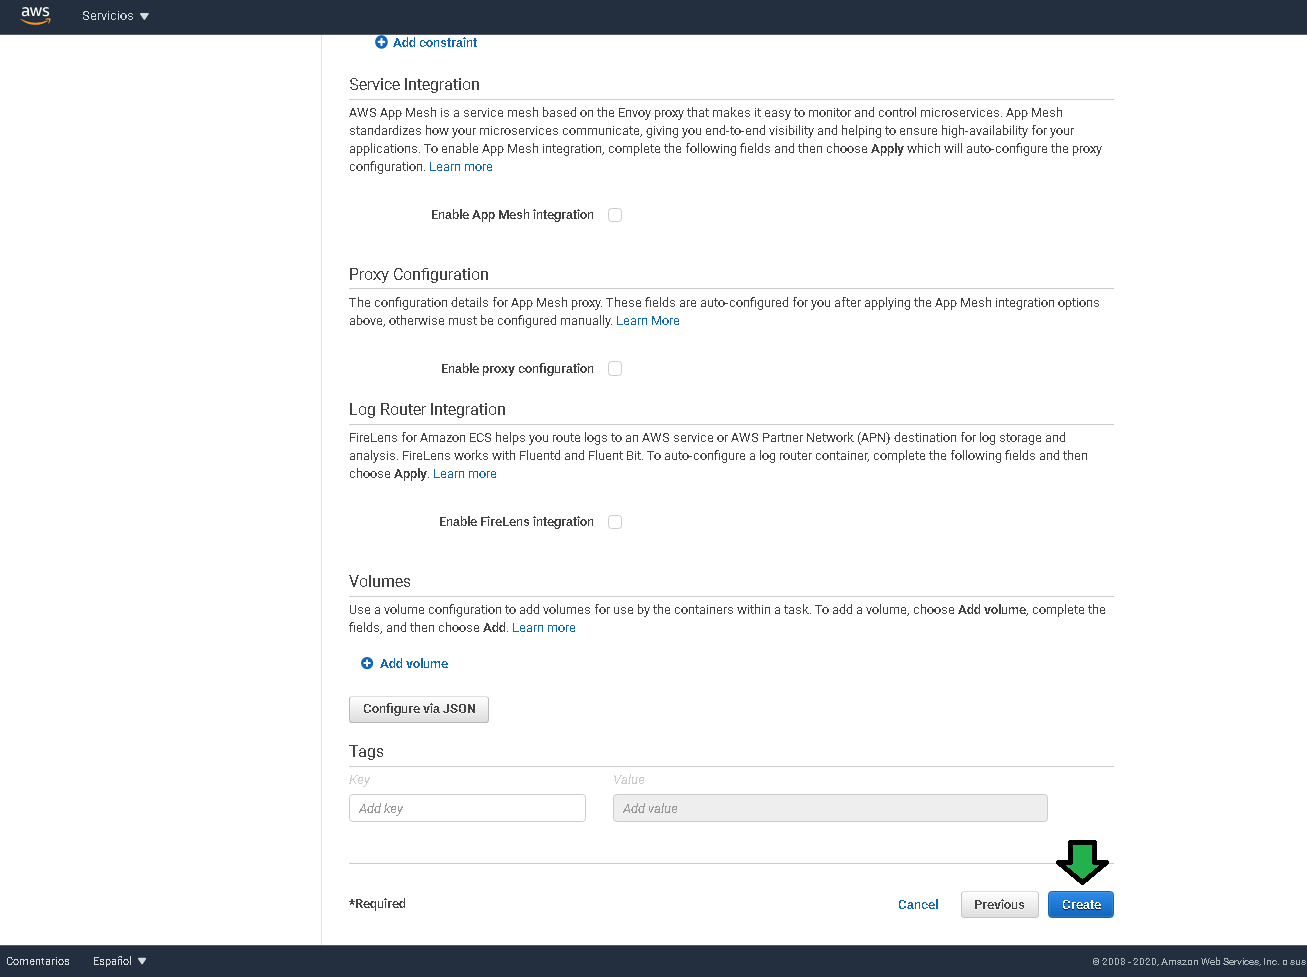 aws
Servicios
Add constraint
Service Integration
AWS App Mesh is a service mesh based on the Envoy proxy that makes it easy to monitor and control microservices. App Mesh
standardizes how your microservices communicate, giving you end-to-end visibility and helping to ensure high-availability for your
applications. To enable App Mesh integration, complete the following fields and then choose Apply which will auto-configure the proxy
configuration. Learn more
Enable App Mesh integration
Proxy Configuration
The configuration details for App Mesh proxy. These fields are auto-configured for you after applying the App Mesh integration options
above, otherwise must be configured manually. Learn More
Enable proxy configuration
Log Router Integration
FireLens for Amazon ECS helps you route logs to an AWS service or AWS Partner Network (APN) destination for log storage and
analysis. FireLens works with Fluentd and Fluent Bit. To auto-configure a log router container, complete the following fields and then
choose Apply. Learn more
Enable FireLens integration
Volumes
Use a volume configuration to add volumes for use by the containers within a task. To add a volume, choose Add volume, complete the
fields, and then choose Add. Learn more
Add volume
Configure via JSON
Tags
Key Value
Add key Add value
*Required Cancel Previous Create
Comentarios Español © 2008 - 2020, Amazon Web Services, Inc. o sus